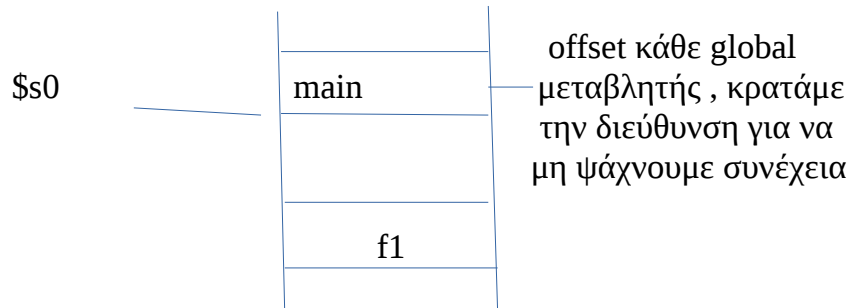 $s0
main
offset κάθε global
μεταβλητής , κρατάμε
την διεύθυνση για να
μη ψάχνουμε συνέχεια
f1